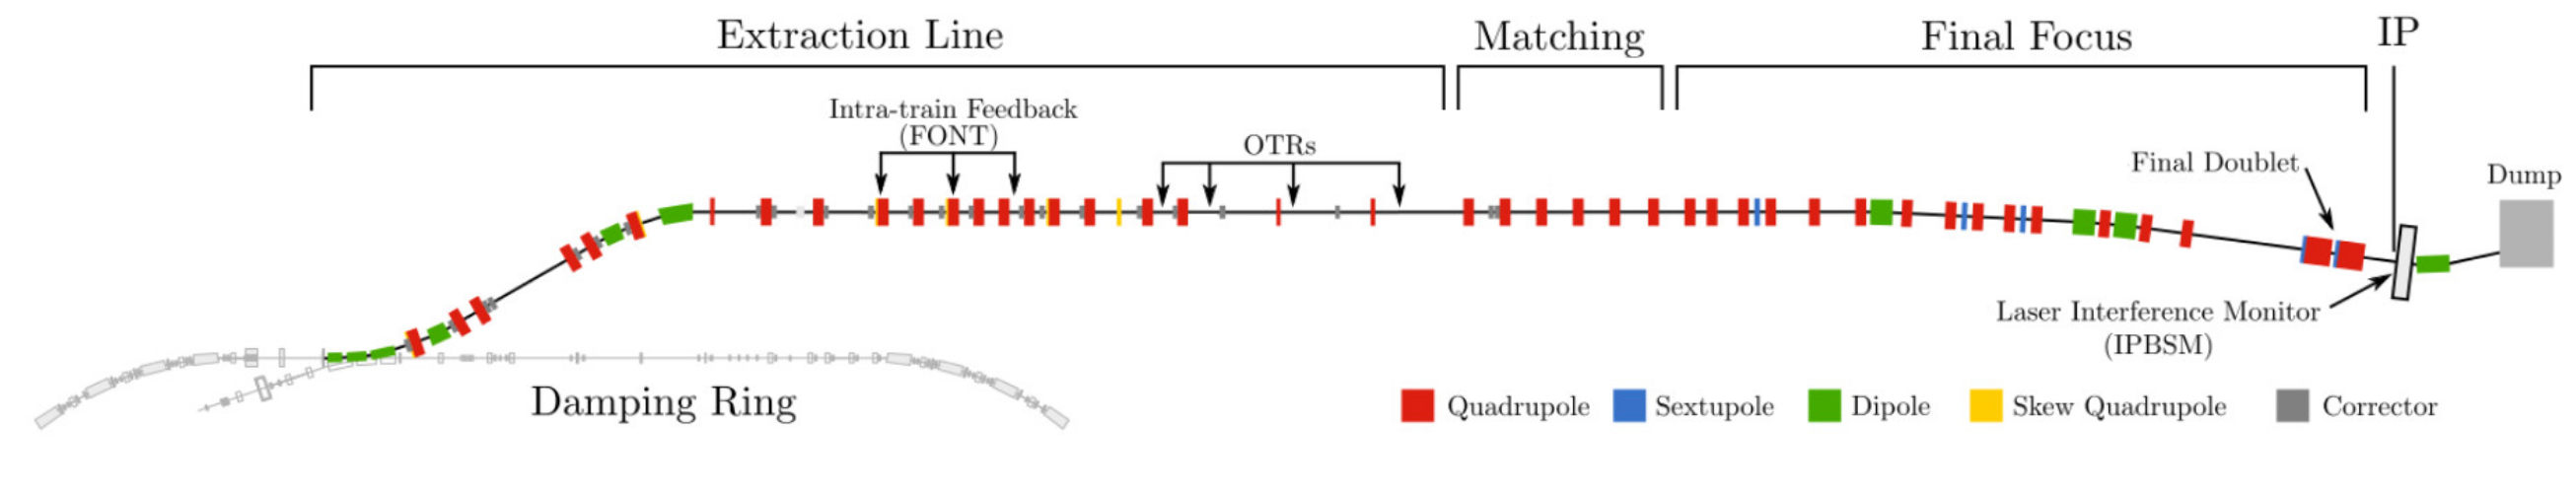 Extraction Line
Matching
Final Focus
IP
Intra-train Feedback
(FONT)
OTRs
Final Doublet
Dump
Laser Interference Monitor
(IPBSM)
Damping Ring
Quadrupole
Sextupole
Dipole
Skew Quadrupole
Corrector